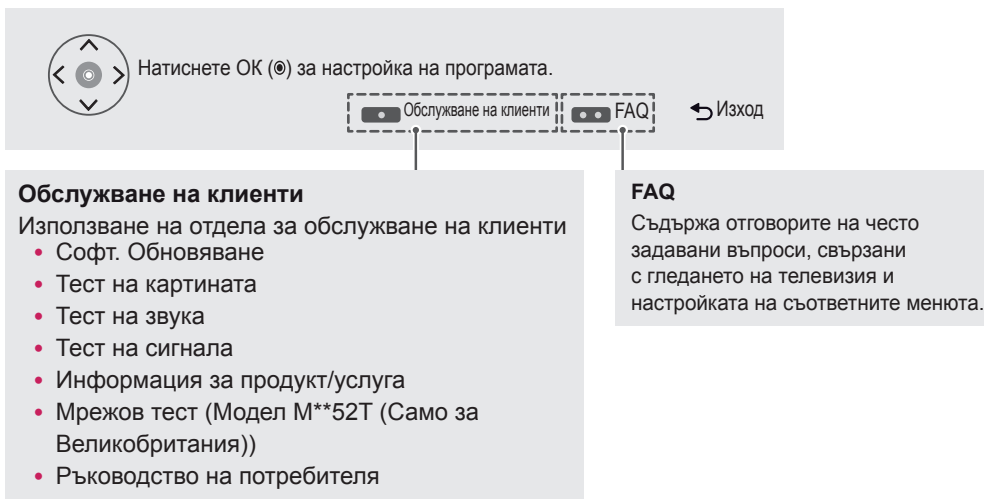 Натиснете ОК (◉) за настройка на програмата.
Обслужване на клиенти FAQ Изход
Обслужване на клиенти
Използване на отдела за обслужване на клиенти
• Софт. Обновяване
• Тест на картината
• Тест на звука
• Тест на сигнала
• Информация за продукт/услуга
• Мрежов тест (Модел M**52T (Само за
Великобритания))
• Ръководство на потребителя
FAQ
Съдържа отговорите на често
задавани въпроси, свързани
с гледането на телевизия и
настройката на съответните менюта.